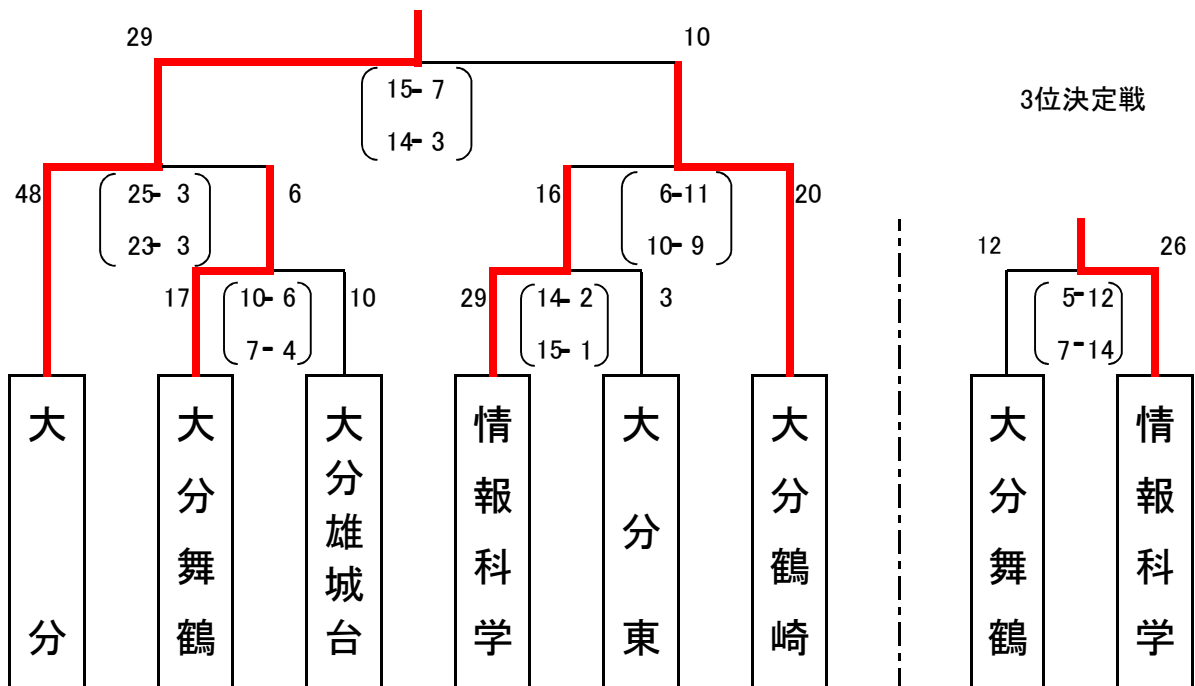 29 10
15- 7
14- 3
3位決定戦
48 25- 3 6
23- 3
16 6-11 20
10- 9
17 10- 6 10
7- 4
29 14- 2 3
15- 1
12 26
5-12
7-14
大分
大分舞鶴
大分雄城台
情報科学
大分東
大分鶴崎
大分舞鶴
情報科学